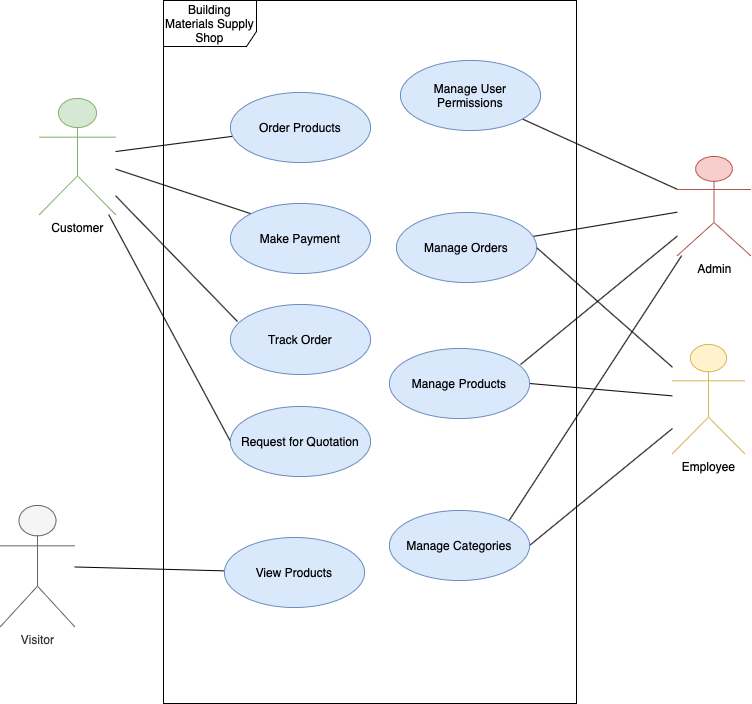 Building
Materials Supply
Shop
Manage User
Permissions
Order Products
Customer
Make Payment
Manage Orders
Admin
Track Order
Manage Products
Request for Quotation
Employee
Manage Categories
View Products
Visitor